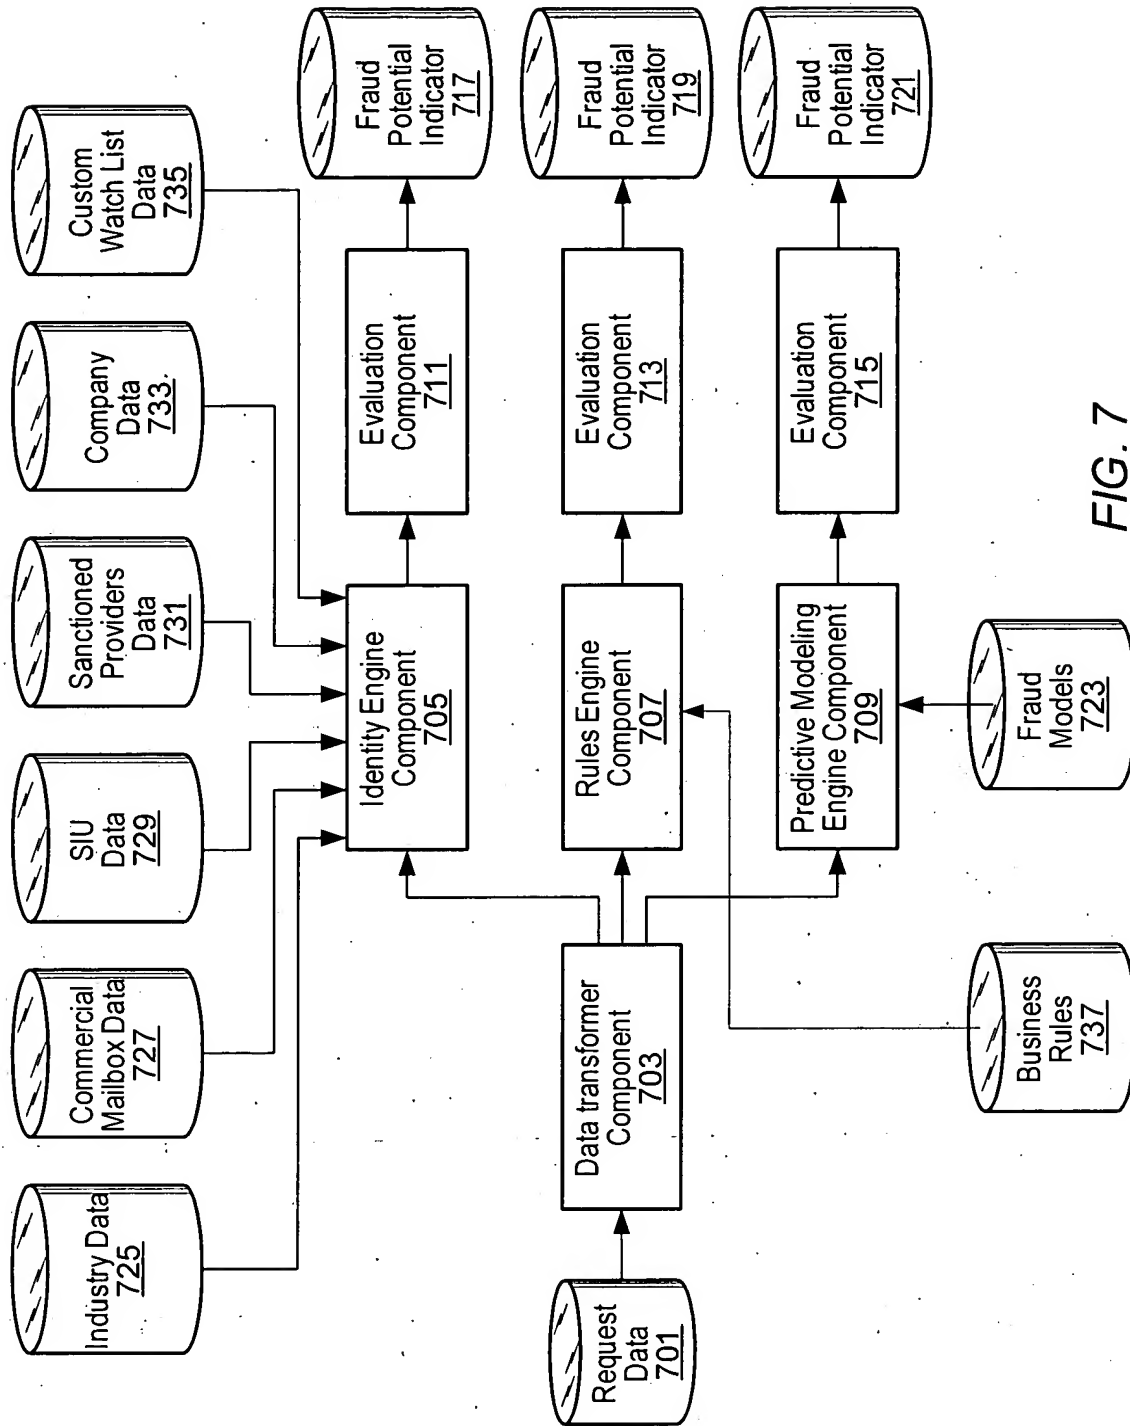 Industry Data
725
Commercial
Mailbox Data
727
SIU
Data
729
Sanctioned
Providers
Data
731
Company
Data
733
Custom
Watch List
Data
735
Request
Data
701
Data transformer
Component
703
Identity Engine
Component
705
Evaluation
Component
711
Fraud
Potential
Indicator
717
Rules Engine
Component
707
Evaluation
Component
713
Fraud
Potential
Indicator
719
Predictive Modeling
Engine Component
709
Evaluation
Component
715
Fraud
Potential
Indicator
721
Business
Rules
737
Fraud
Models
723
FIG. 7